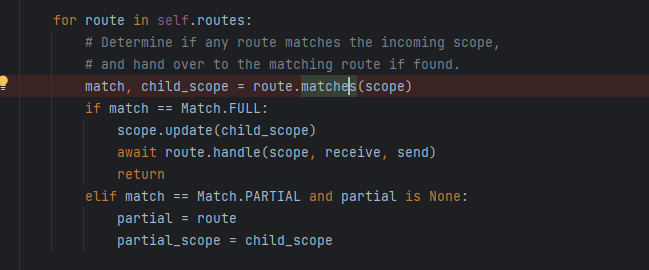 for route in self.routes:
    # Determine if any route matches the incoming scope,
    # and hand over to the matching route if found.
    match, child_scope = route.matches(scope)
    if match == Match.FULL:
        scope.update(child_scope)
        await route.handle(scope, receive, send)
        return
    elif match == Match.PARTIAL and partial is None:
        partial = route
        partial_scope = child_scope